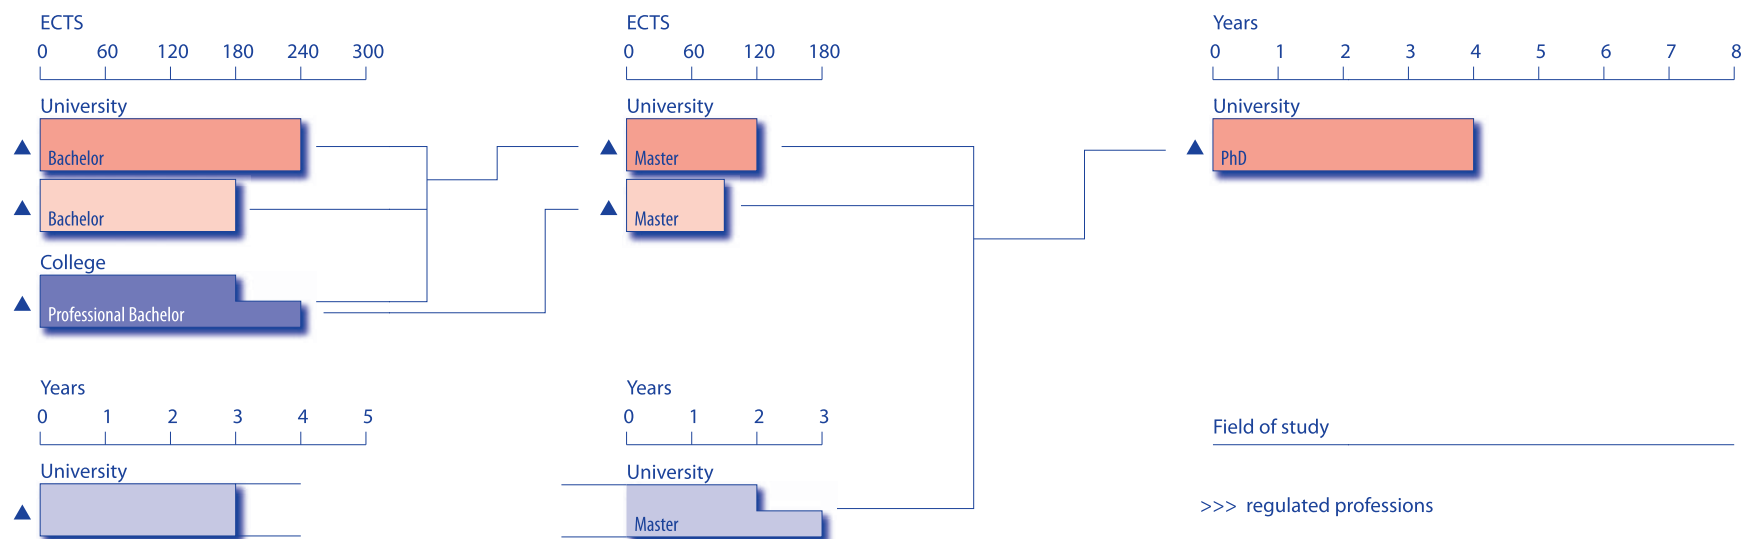 ECTS
0 60 120 180 240 300
University
Bachelor
Bachelor
College
Professional Bachelor
ECTS
0 60 120 180
University
Master
Master
Years
0 1 2 3 4 5 6 7 8
University
PhD
Years
0 1 2 3 4 5
University
Years
0 1 2 3
University
Master
Field of study
>>> regulated professions